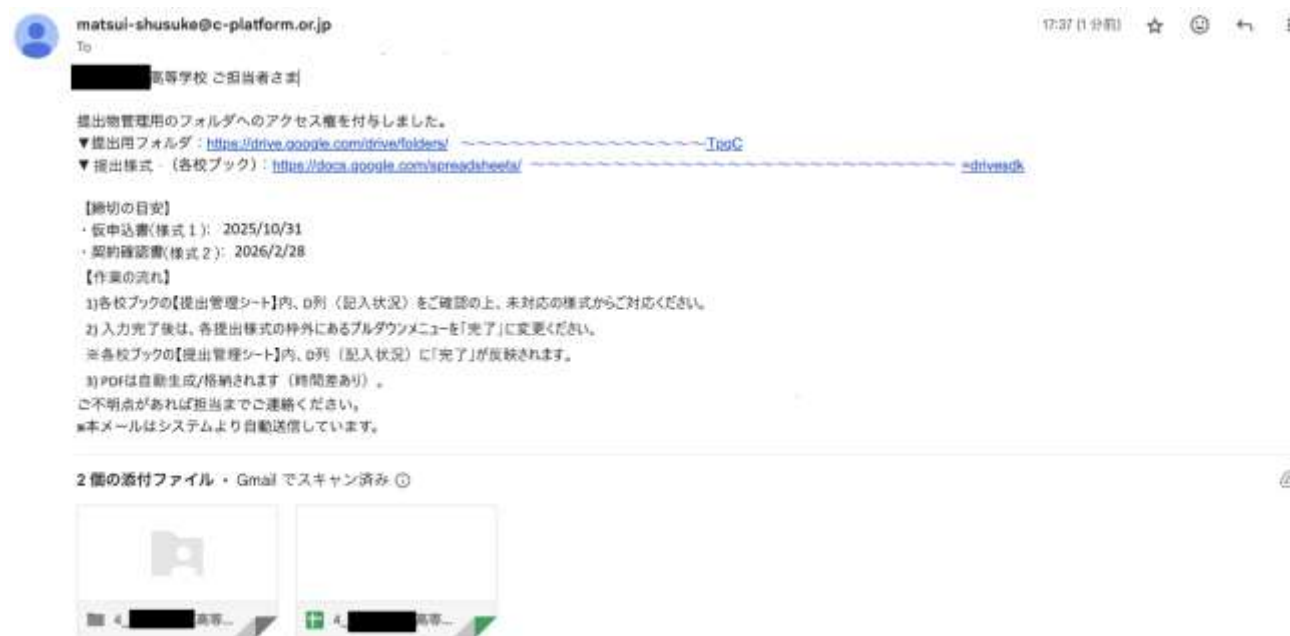 matsui-shusuke@c-platform.or.jp
17:37 (1 分前)
To
高等学校 ご担当者さま
提出物管理用のフォルダへのアクセス権を付与しました。
▼提出用フォルダ：https://drive.google.com/drive/folders/ TpqC
▼提出様式 - (各校ブック)：https://docs.google.com/spreadsheets/ =drivesdk
【締切の目安】
・仮申込書(様式１)： 2025/10/31
・契約確認書(様式２)： 2026/2/28
【作業の流れ】
1)各校ブックの【提出管理シート】内、D列（記入状況）をご確認の上、未対応の様式からご対応ください。
2) 入力完了後は、各提出様式の枠外にあるプルダウンメニューを「完了」に変更ください。
※各校ブックの【提出管理シート】内、D列（記入状況）に「完了」が反映されます。
3) PDFは自動生成/格納されます（時間差あり）。
ご不明点があれば担当までご連絡ください。
※本メールはシステムより自動送信しています。
2 個の添付ファイル • Gmail でスキャン済み
4_ 高等...
4_ 高等...